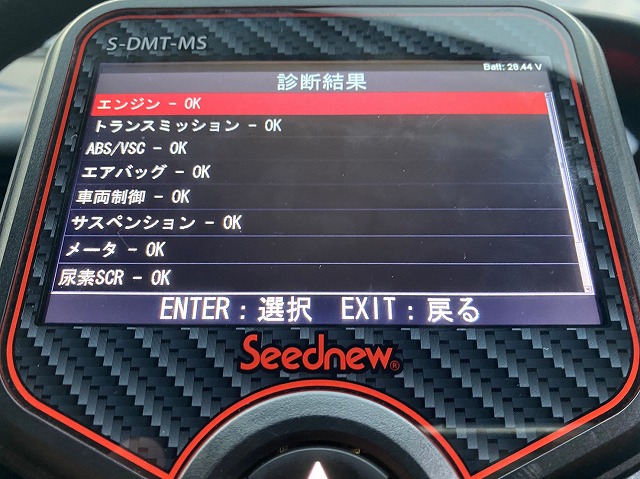 S-DMT-MS
Batt: 28.44 V
診断結果
エンジン - OK
トランスミッション - OK
ABS/VSC - OK
エアバッグ - OK
車両制御 - OK
サスペンション - OK
メータ - OK
尿素SCR - OK
ENTER：選択　EXIT：戻る
Seednew®